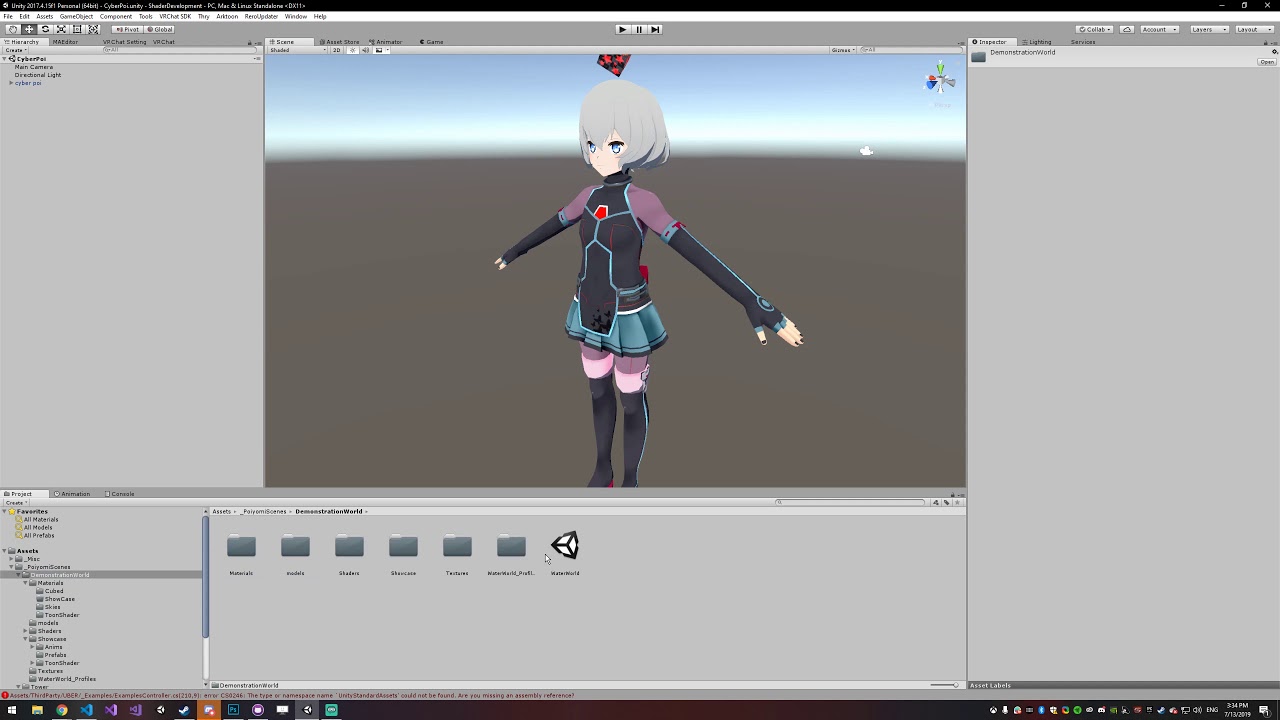 Unity 2017.4.15f1 Personal (64bit) - CyberPoi.unity - ShaderDevelopment - PC, Mac & Linux Standalone <DX11>
File Edit Assets GameObject Component Tools VRChat SDK Thry Arktoon ReroUpdater Window Help
Pivot Global Collab Account Layers Layout
Hierarchy MAEditor VRChat Setting VRChat
Create All
CyberPoi
Main Camera
Directional Light
cyber poi
Scene Asset Store Animator Game
Shaded 2D Gizmos All
Inspector Lighting Services
DemonstrationWorld
Open
Project Animation Console
Create
Favorites
All Materials
All Models
All Prefabs
Assets
_Misc
_PoiyomiScenes
DemonstrationWorld
Materials
Cubed
ShowCase
Skies
ToonShader
models
Shaders
Showcase
Anims
Prefabs
ToonShader
Textures
WaterWorld_Profiles
Tower
Assets _PoiyomiScenes DemonstrationWorld
Materials models Shaders Showcase Textures WaterWorld_Profil... WaterWorld
DemonstrationWorld
Asset Labels
Assets/ThirdParty/UBER/_Examples/ExamplesController.cs(210,9): error CS0246: The type or namespace name `UnityStandardAssets' could not be found. Are you missing an assembly reference?
ENG
3:34 PM
7/13/2019